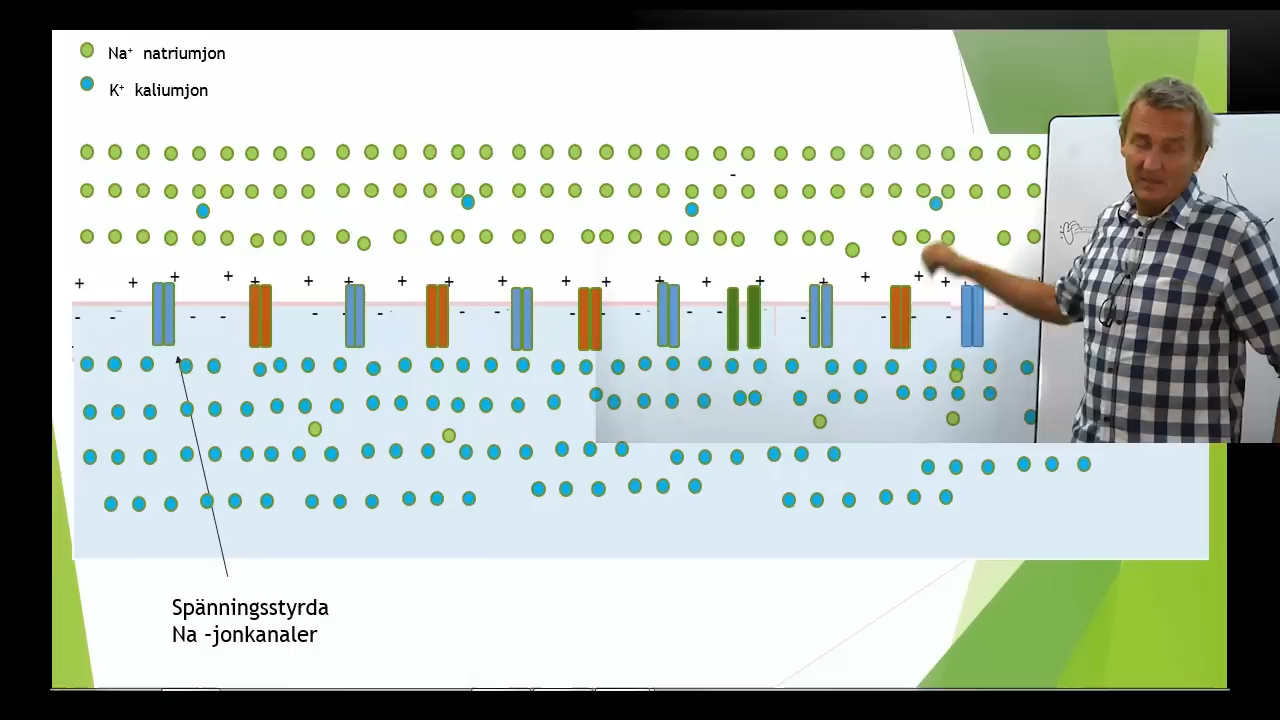 Na⁺ natriumjon
K⁺ kaliumjon
Spänningsstyrda
Na -jonkanaler